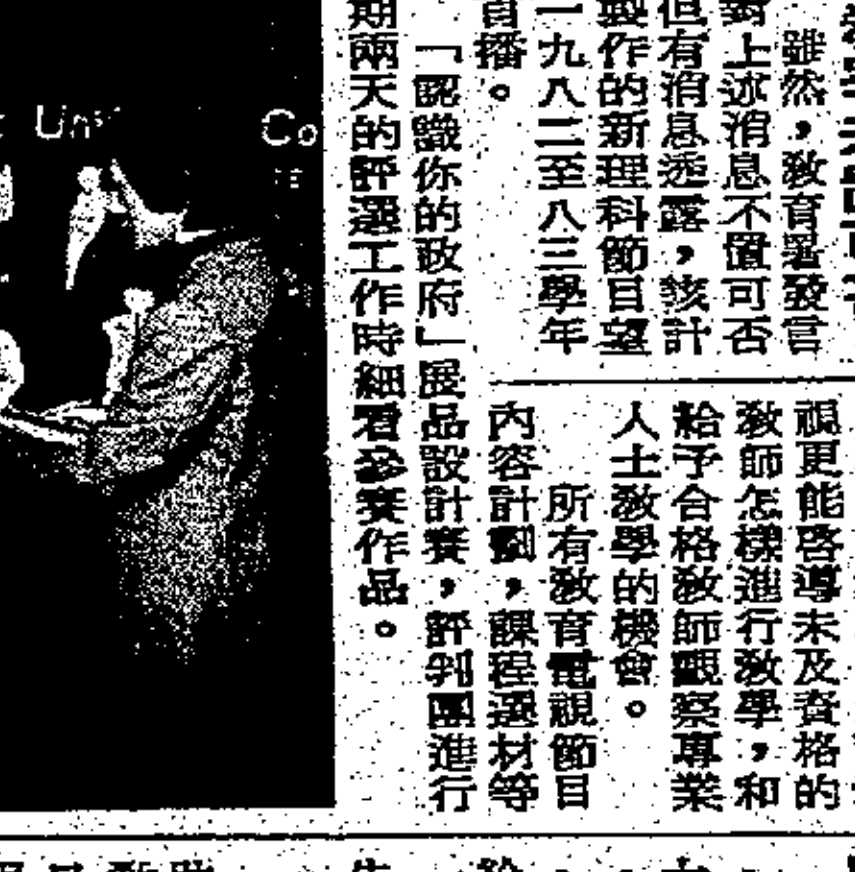 雖然,教育署發言
對上述消息不置可否
但有消息透露,該計
製作的新理科節目望
一九八二至八三學年
播。
視更能啓導未及資格的
教師怎樣進行教學,和
給予合格教師觀察專業
人士教學的機會。
所有教育電視節目
內容計劃,課程選材等
「認識你的政府」展品設計賽,評判團進行
期兩天的評選工作時細看參賽作品。
Co